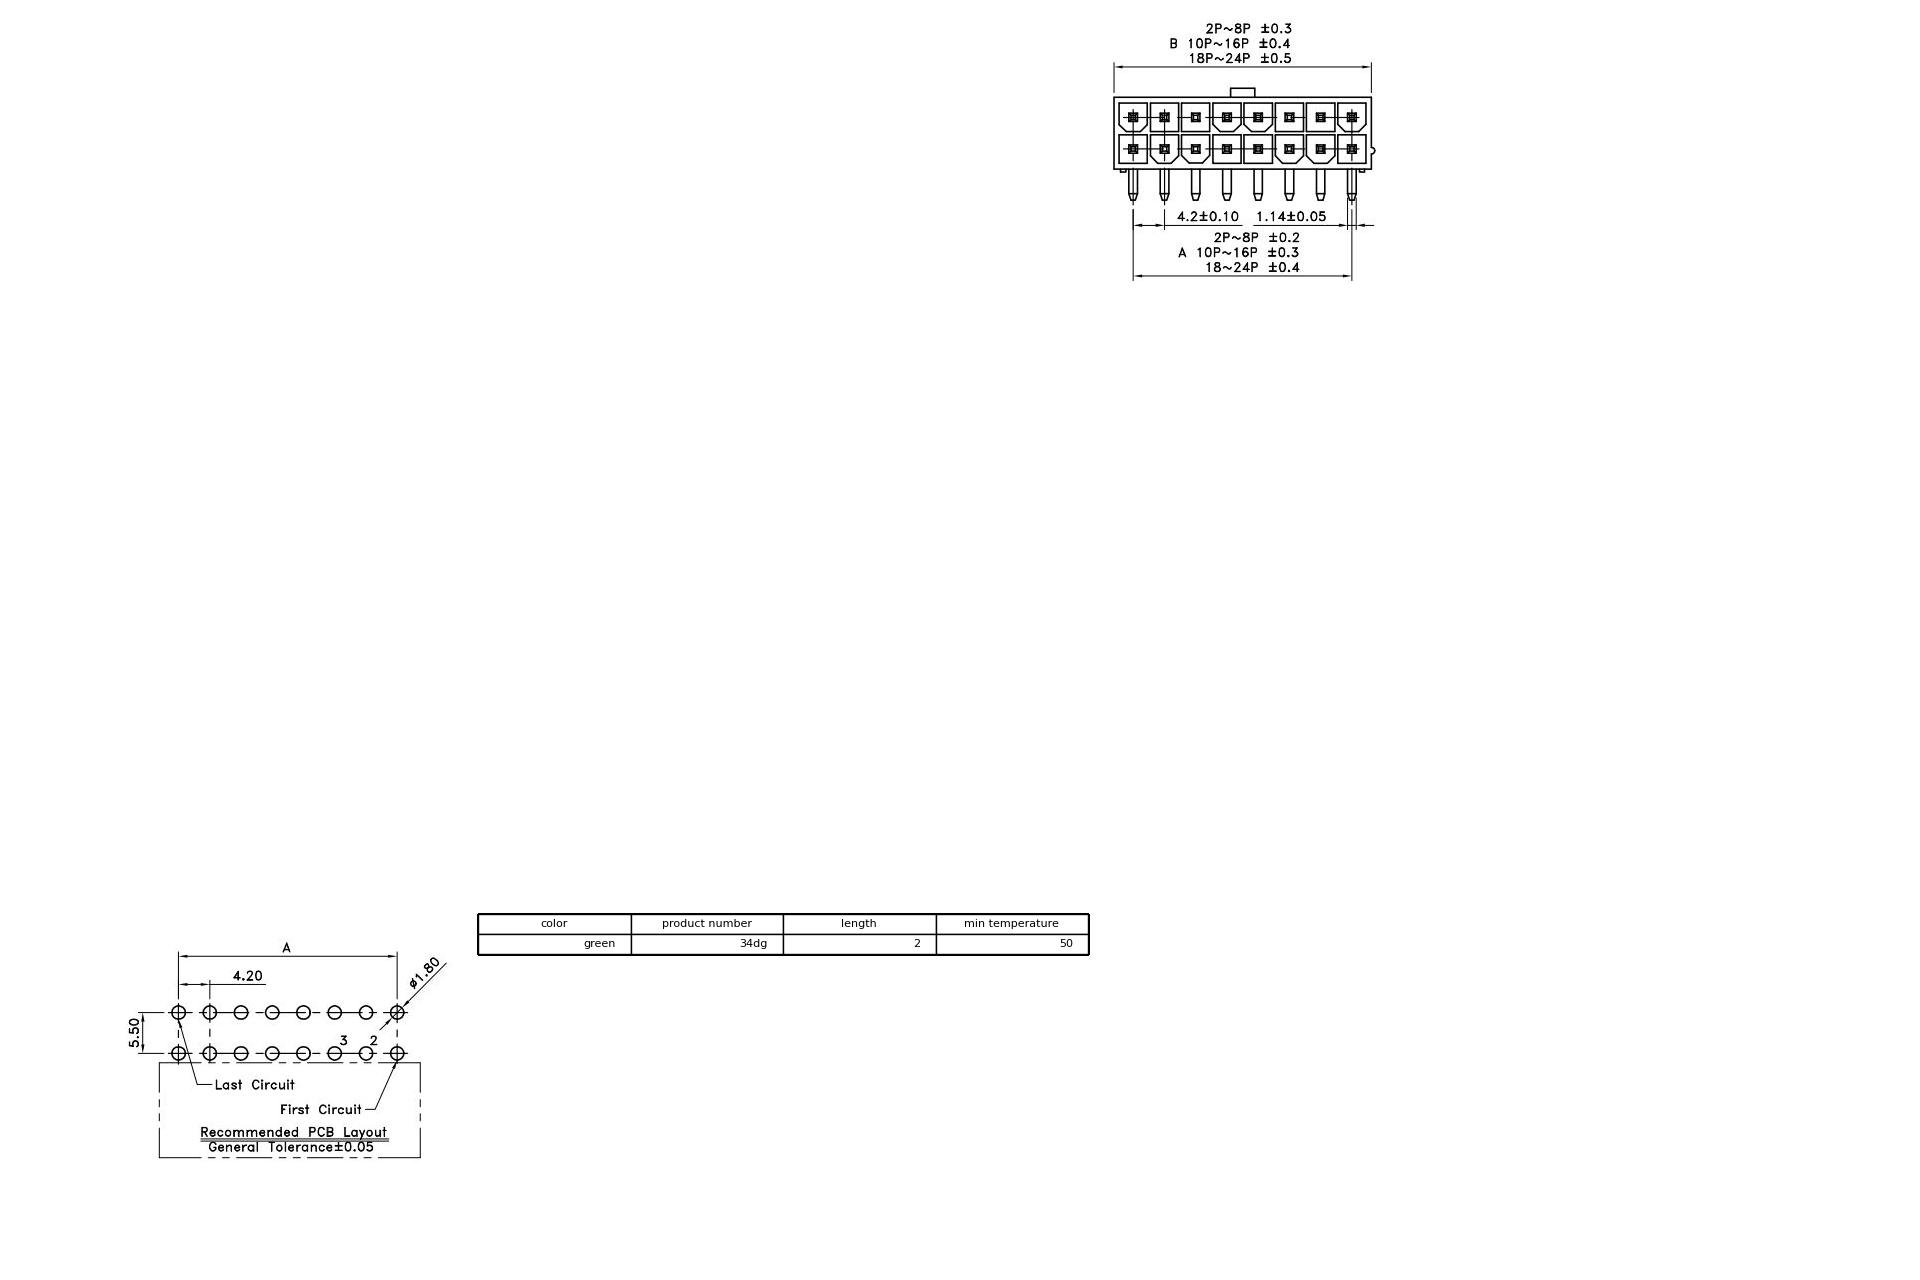 2P~8P ±0.3
B 10P~16P ±0.4
18P~24P ±0.5
4.2±0.10 1.14±0.05
2P~8P ±0.2
A 10P~16P ±0.3
18~24P ±0.4
color product number length min temperature
green 34dg 2 50
A
4.20
ø1.80
5.50
3 2
Last Circuit
First Circuit
Recommended PCB Layout
General Tolerance±0.05